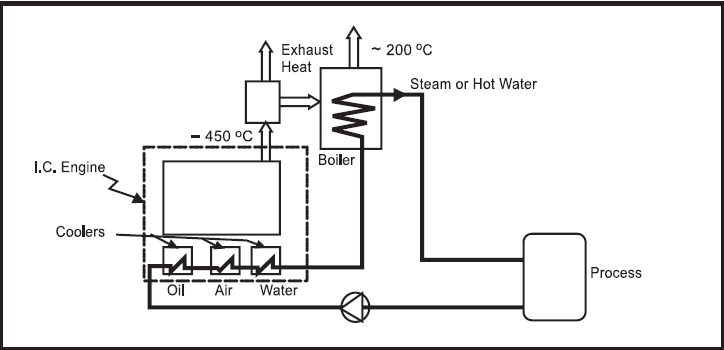 Exhaust
Heat
~ 200 ºC
Steam or Hot Water
– 450 ºC
Boiler
I.C. Engine
Coolers
Oil
Air
Water
Process